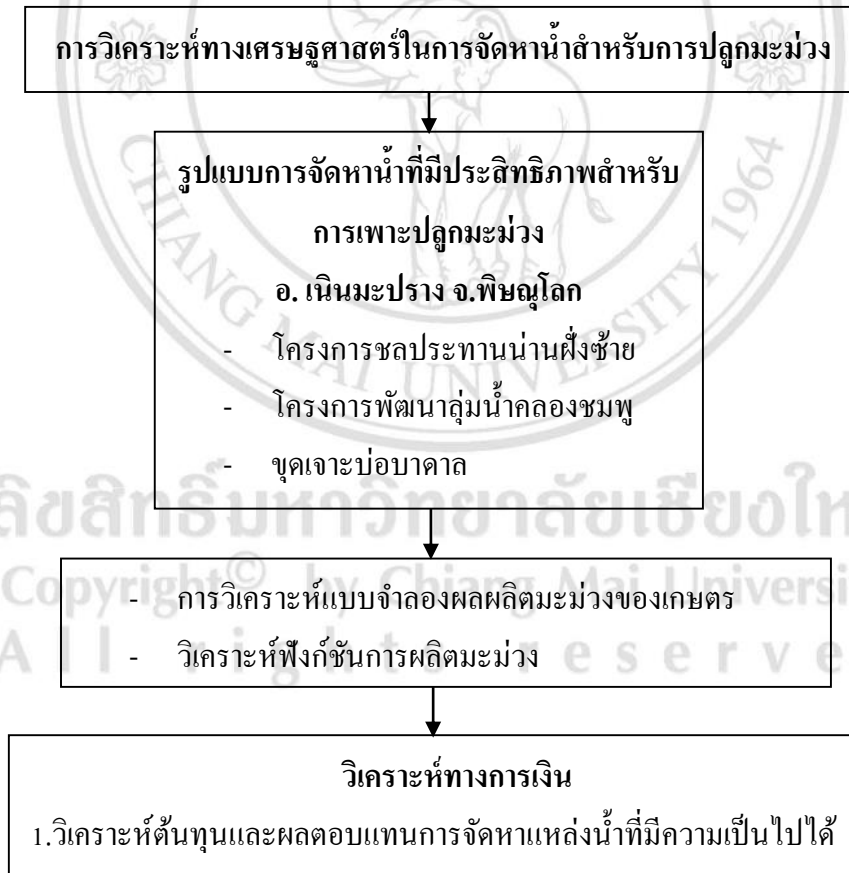 การวิเคราะห์ทางเศรษฐศาสตร์ในการจัดหาน้ำสำหรับการปลูกมะม่วง
รูปแบบการจัดหาน้ำที่มีประสิทธิภาพสำหรับ
การเพาะปลูกมะม่วง
อ. เนินมะปราง จ.พิษณุโลก
- โครงการชลประทานน่านฝั่งซ้าย
- โครงการพัฒนาลุ่มน้ำคลองชมพู
- ขุดเจาะบ่อบาดาล
- การวิเคราะห์แบบจำลองผลผลิตมะม่วงของเกษตร
- วิเคราะห์ฟังก์ชันการผลิตมะม่วง
วิเคราะห์ทางการเงิน
1.วิเคราะห์ต้นทุนและผลตอบแทนการจัดหาแหล่งน้ำที่มีความเป็นไปได้
CHIANG MAI UNIVERSITY 1964
ลิขสิทธิ์มหาวิทยาลัยเชียงให
Copyright© by Chiang Mai Universi
All rights reserve